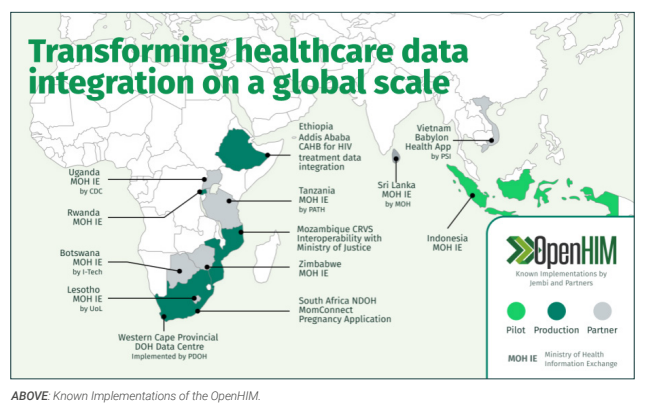 Transforming healthcare data
integration on a global scale
Ethiopia
Addis Ababa
CAHB for HIV
treatment data
integration
Vietnam
Babylon
Health App
by PSI
Uganda
MOH IE
by CDC
Tanzania
MOH IE
by PATH
Sri Lanka
MOH IE
by MOH
Rwanda
MOH IE
Mozambique CRVS
Interoperability with
Ministry of Justice
Indonesia
MOH IE
Botswana
MOH IE
by I-Tech
Zimbabwe
MOH IE
Lesotho
MOH IE
by UoL
South Africa NDOH
MomConnect
Pregnancy Application
Western Cape Provincial
DOH Data Centre
Implemented by PDOH
OpenHIM
Known Implementations by
Jembi and Partners
Pilot Production Partner
MOH IE Ministry of Health
Information Exchange
ABOVE: Known Implementations of the OpenHIM.